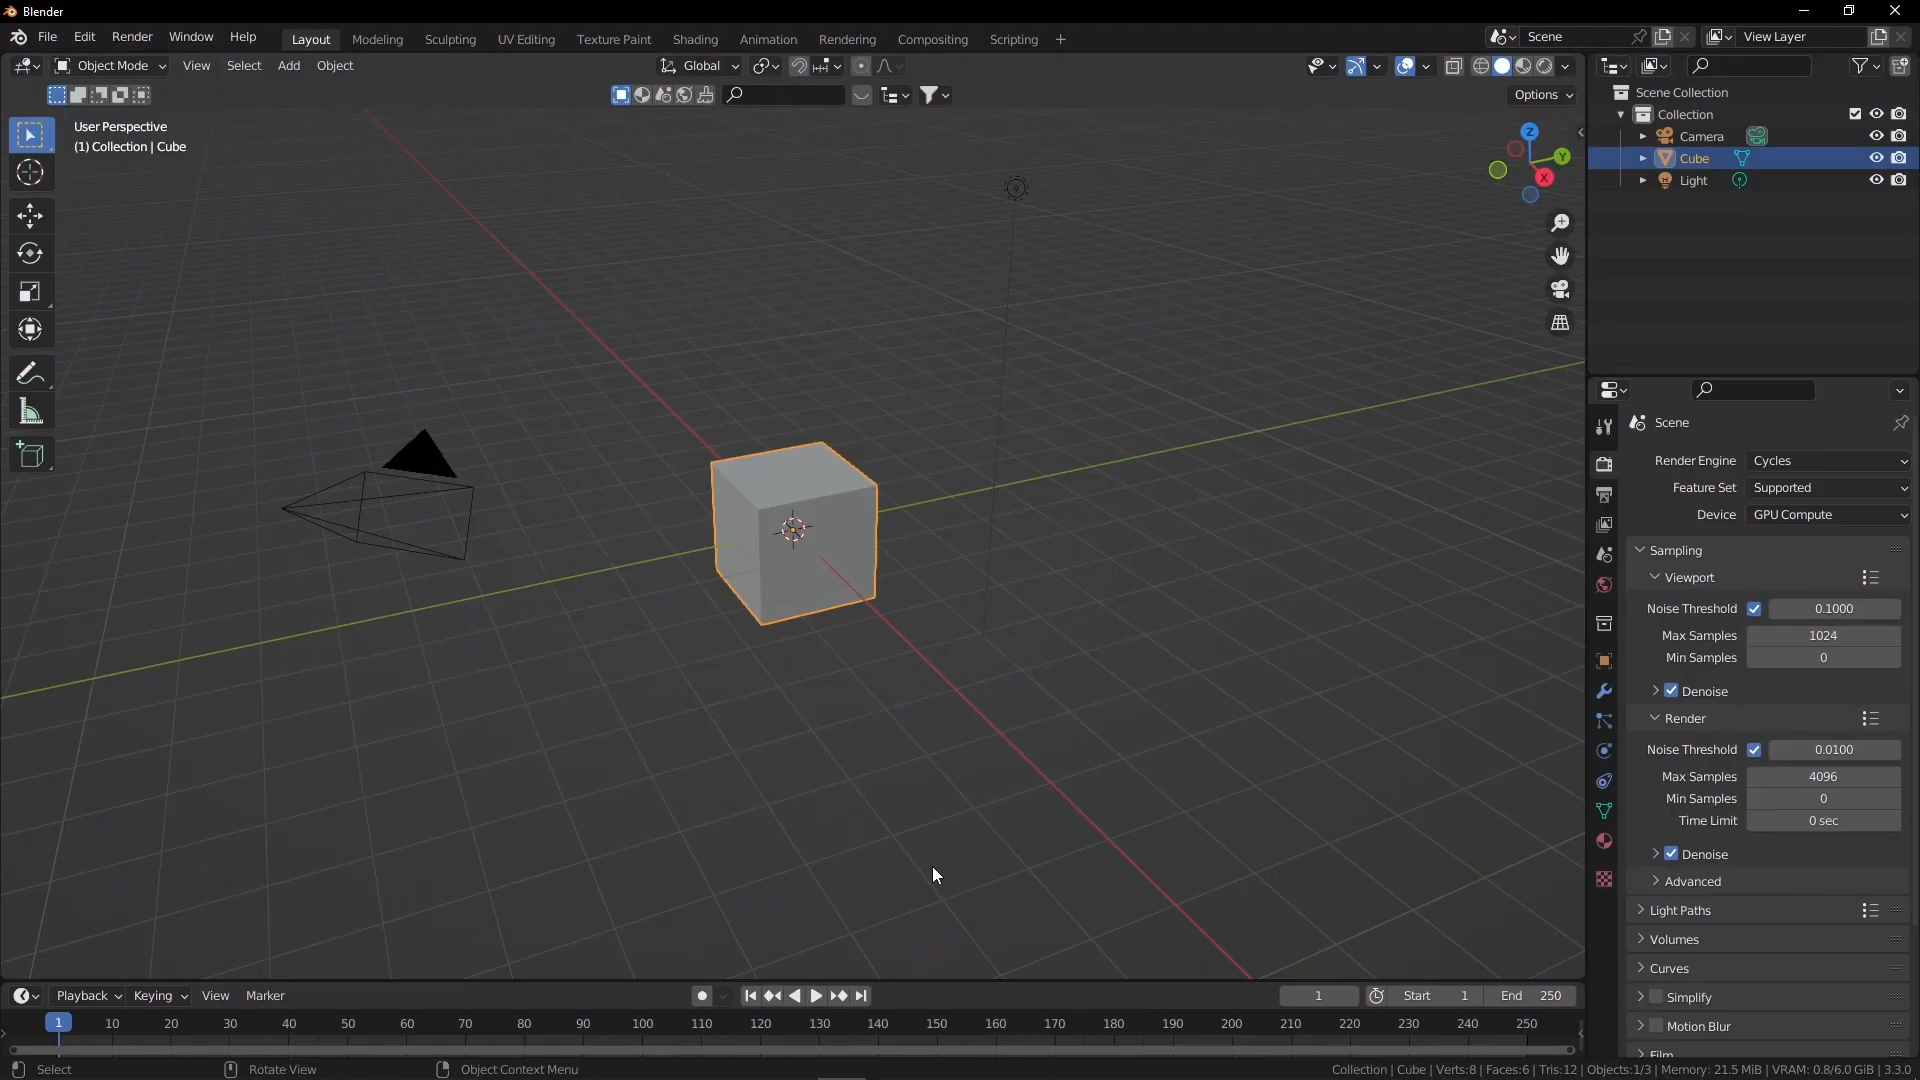 Blender
File Edit Render Window Help Layout Modeling Sculpting UV Editing Texture Paint Shading Animation Rendering Compositing Scripting + Scene View Layer
Object Mode View Select Add Object Global
Options
User Perspective
(1) Collection | Cube
Z
Y
X
Scene Collection
Collection
Camera
Cube
Light
Scene
Render Engine Cycles
Feature Set Supported
Device GPU Compute
Sampling
Viewport
Noise Threshold 0.1000
Max Samples 1024
Min Samples 0
Denoise
Render
Noise Threshold 0.0100
Max Samples 4096
Min Samples 0
Time Limit 0 sec
Denoise
Advanced
Light Paths
Volumes
Curves
Simplify
Motion Blur
Film
Playback Keying View Marker 1 Start 1 End 250
1 10 20 30 40 50 60 70 80 90 100 110 120 130 140 150 160 170 180 190 200 210 220 230 240 250
Select Rotate View Object Context Menu Collection | Cube | Verts:8 | Faces:6 | Tris:12 | Objects:1/3 | Memory: 21.5 MiB | VRAM: 0.8/6.0 GiB | 3.3.0